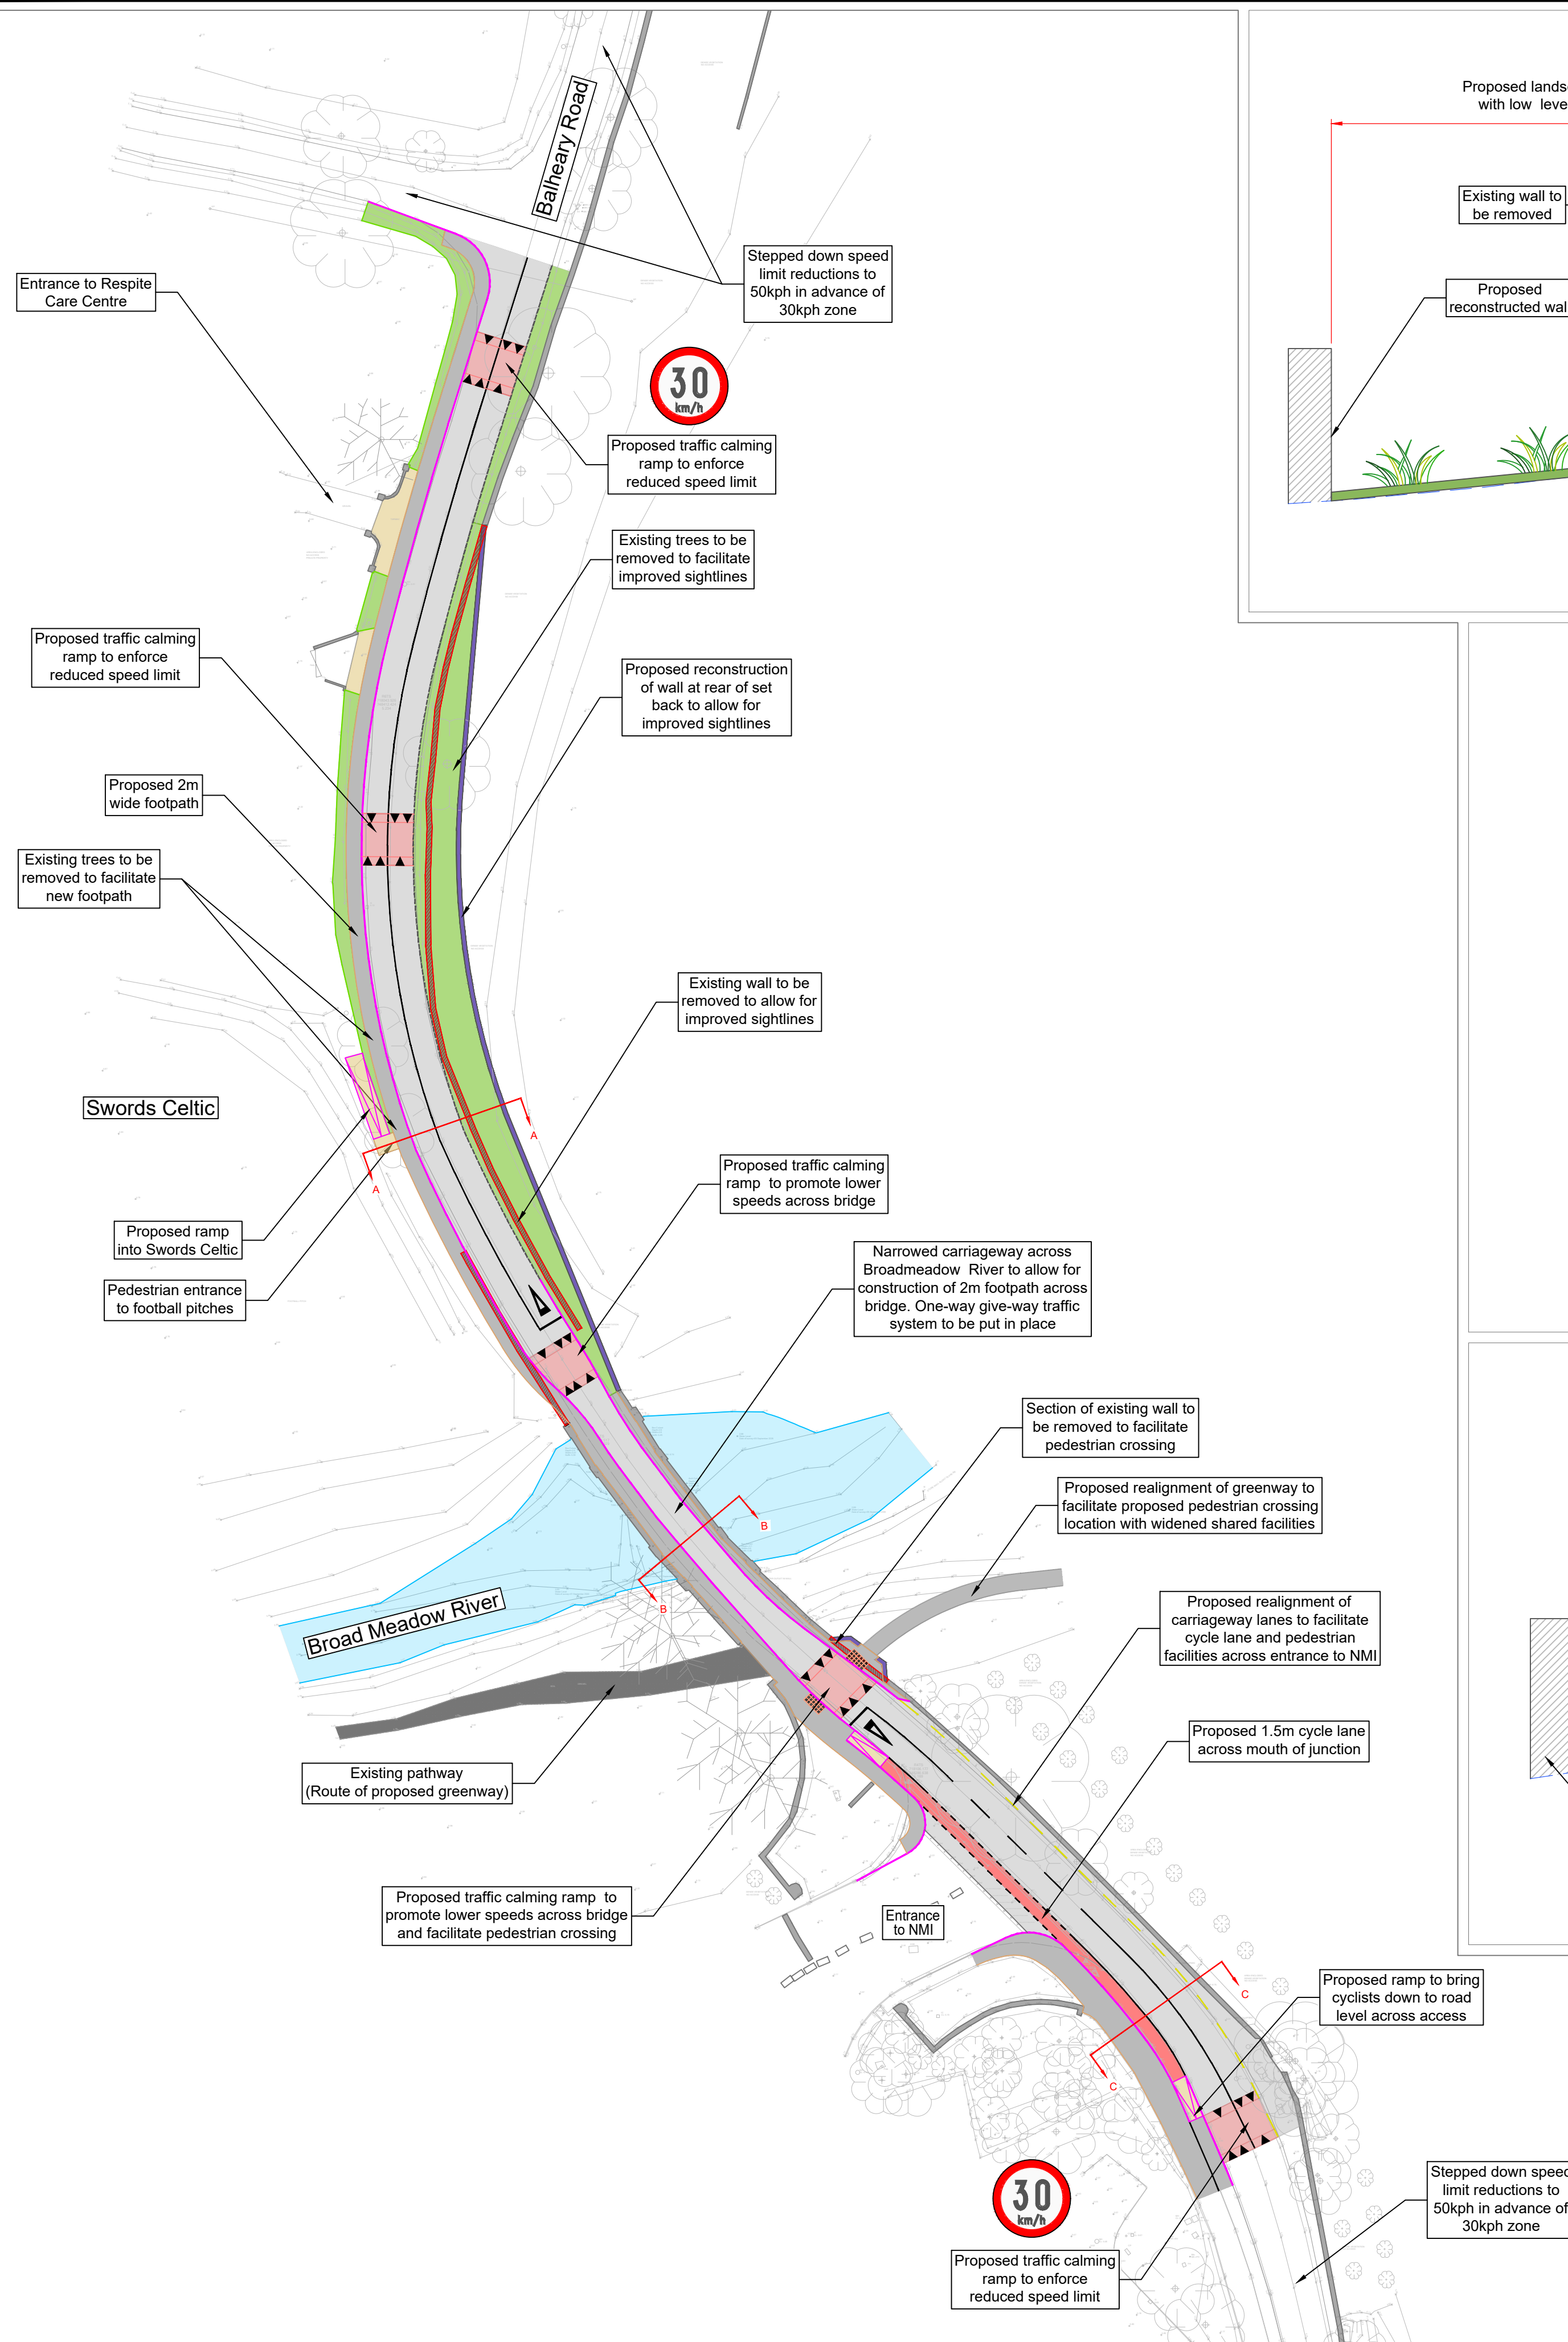 Proposed lands
with low leve
Existing wall to
be removed
Proposed
reconstructed wal
Balheary Road
Stepped down speed
limit reductions to
50kph in advance of
30kph zone
Entrance to Respite
Care Centre
30
km/h
Proposed traffic calming
ramp to enforce
reduced speed limit
Existing trees to be
removed to facilitate
improved sightlines
Proposed traffic calming
ramp to enforce
reduced speed limit
Proposed reconstruction
of wall at rear of set
back to allow for
improved sightlines
Proposed 2m
wide footpath
Existing trees to be
removed to facilitate
new footpath
Existing wall to be
removed to allow for
improved sightlines
Swords Celtic
A
A
Proposed traffic calming
ramp to promote lower
speeds across bridge
Proposed ramp
into Swords Celtic
Pedestrian entrance
to football pitches
Narrowed carriageway across
Broadmeadow River to allow for
construction of 2m footpath across
bridge. One-way give-way traffic
system to be put in place
Section of existing wall to
be removed to facilitate
pedestrian crossing
Proposed realignment of greenway to
facilitate proposed pedestrian crossing
location with widened shared facilities
B
B
Broad Meadow River
Proposed realignment of
carriageway lanes to facilitate
cycle lane and pedestrian
facilities across entrance to NMI
Proposed 1.5m cycle lane
across mouth of junction
Existing pathway
(Route of proposed greenway)
Proposed traffic calming ramp to
promote lower speeds across bridge
and facilitate pedestrian crossing
Entrance
to NMI
Proposed ramp to bring
cyclists down to road
level across access
C
C
30
km/h
Stepped down speed
limit reductions to
50kph in advance of
30kph zone
Proposed traffic calming
ramp to enforce
reduced speed limit